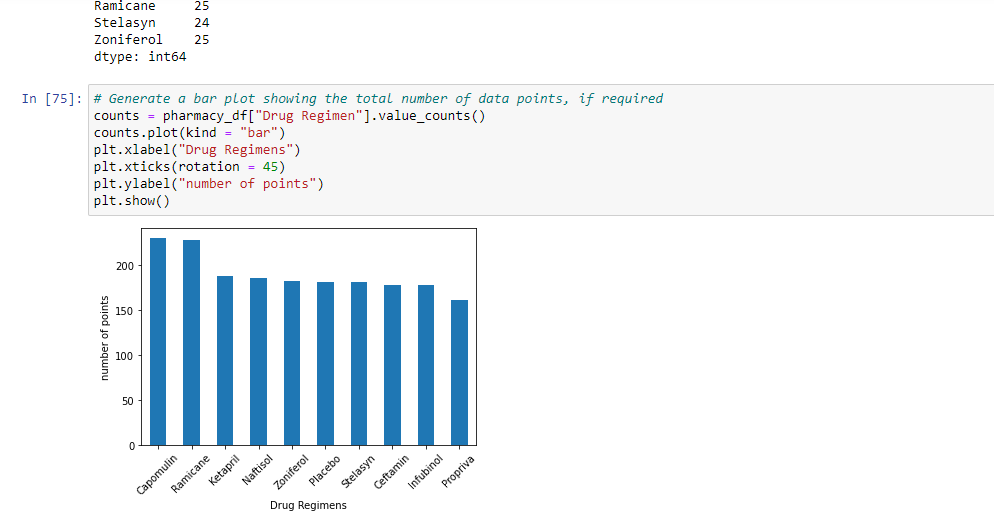 Ramicane     25
Stelasyn     24
Zoniferol    25
dtype: int64
In [75]: # Generate a bar plot showing the total number of data points, if required
counts = pharmacy_df["Drug Regimen"].value_counts()
counts.plot(kind = "bar")
plt.xlabel("Drug Regimens")
plt.xticks(rotation = 45)
plt.ylabel("number of points")
plt.show()
number of points
200
150
100
50
0
Capomulin
Ramicane
Ketapril
Naftisol
Zoniferol
Placebo
Stelasyn
Ceftamin
Infubinol
Propriva
Drug Regimens